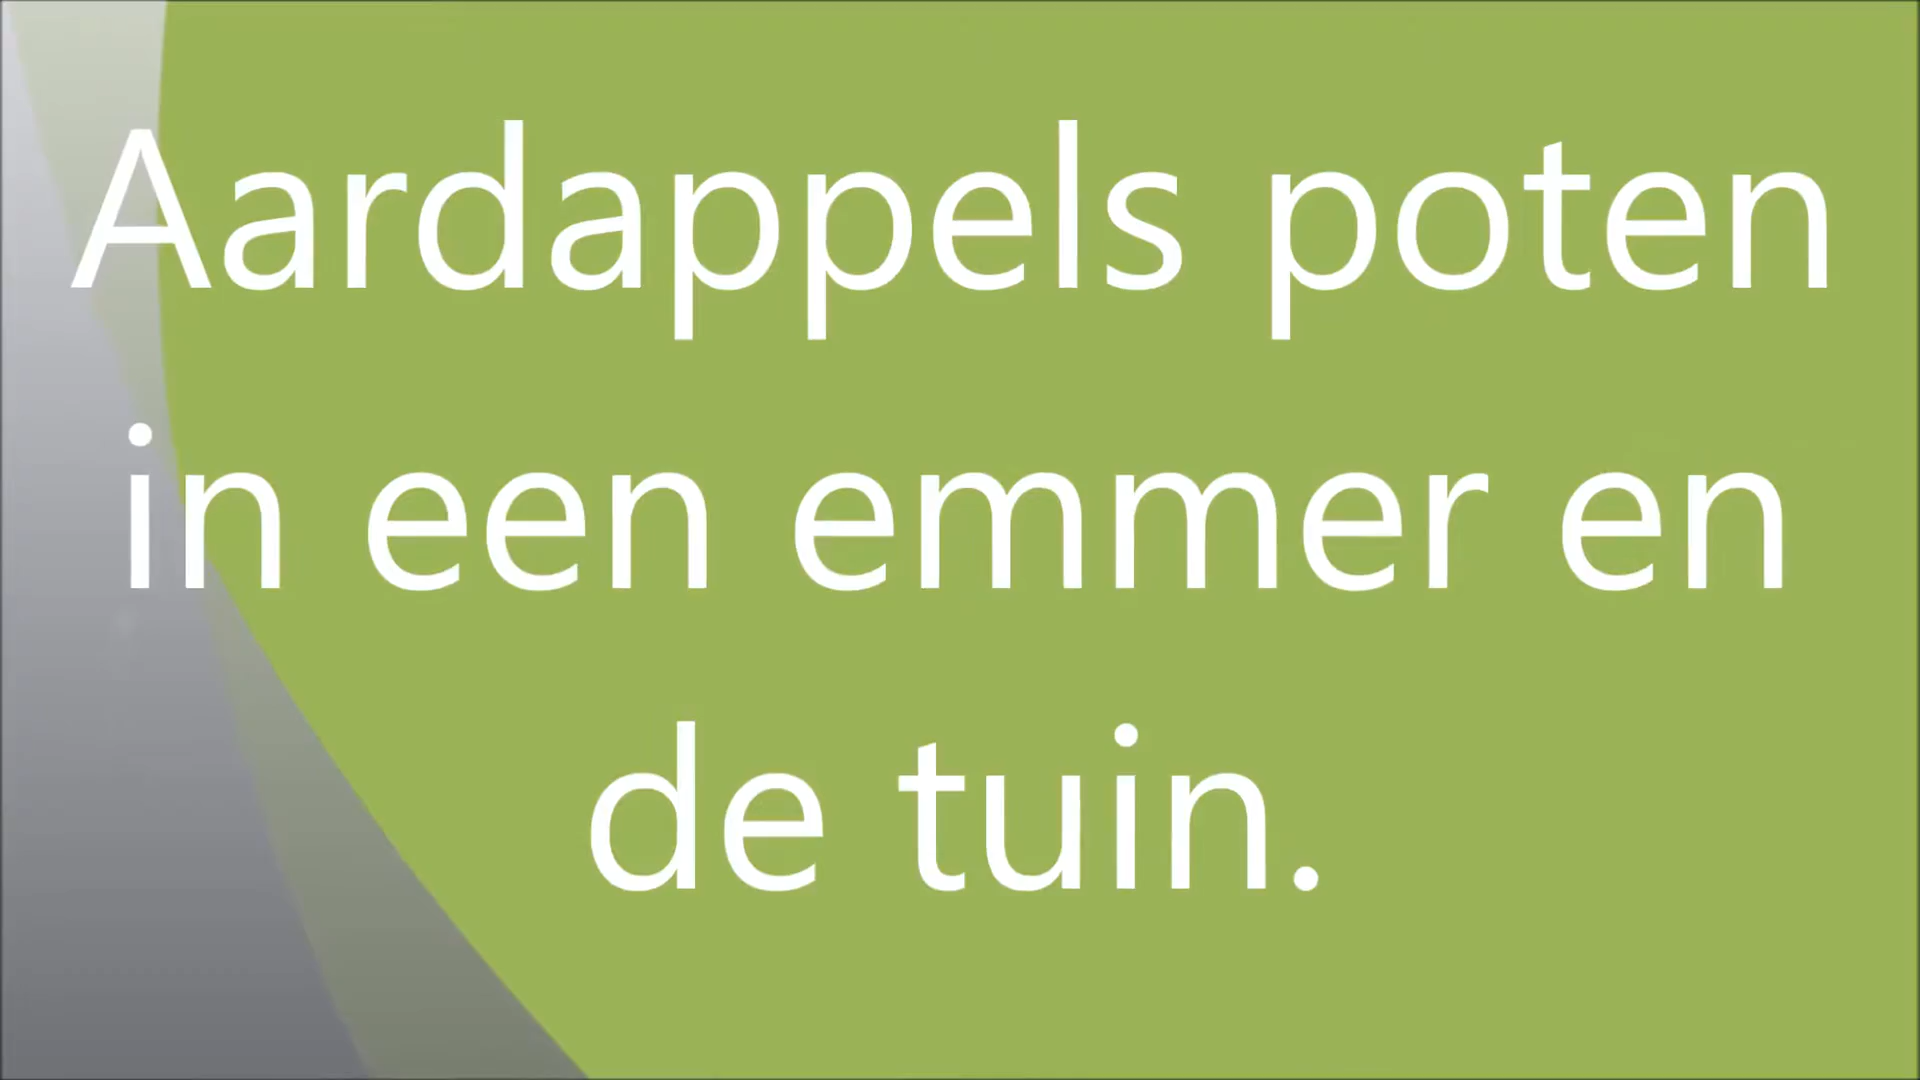 Aardappels poten
in een emmer en
de tuin.